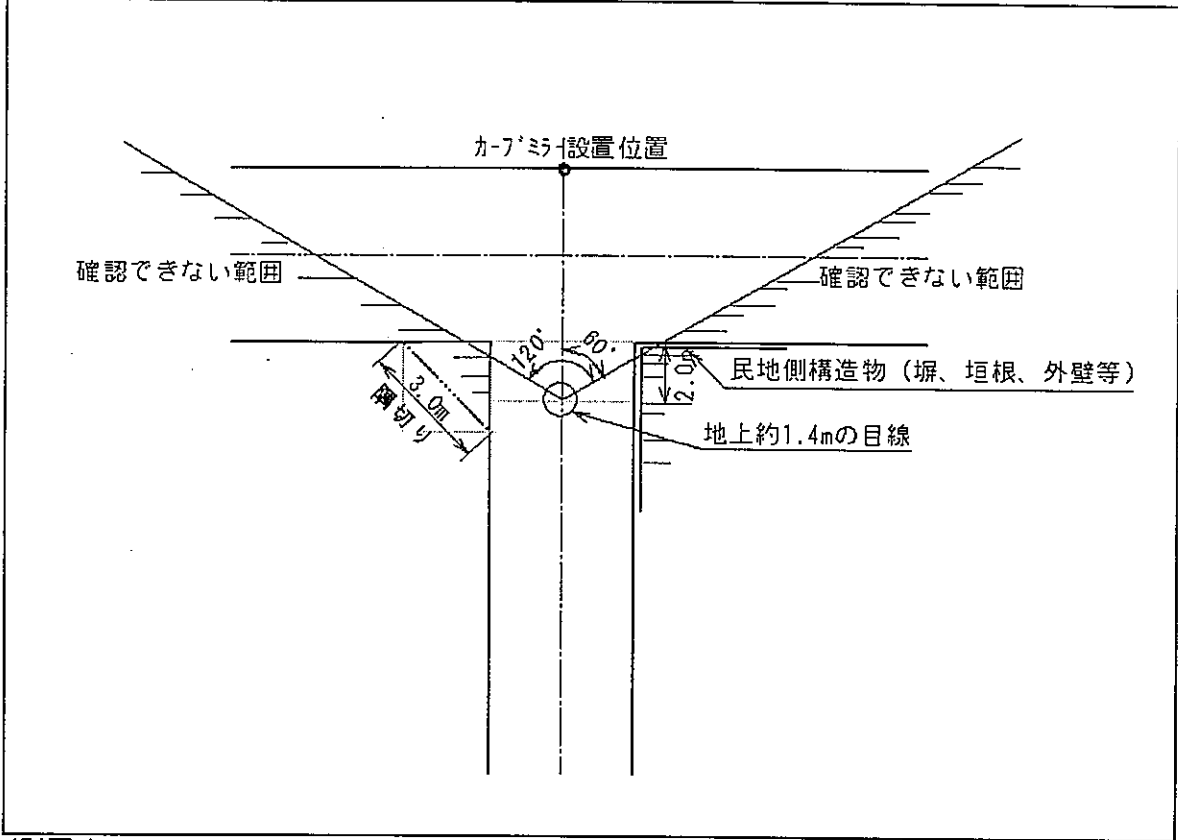 カーブミラー設置位置
確認できない範囲
確認できない範囲
120°
60°
3.0m
隅切り
2.0m
民地側構造物（塀、垣根、外壁等）
地上約1.4mの目線